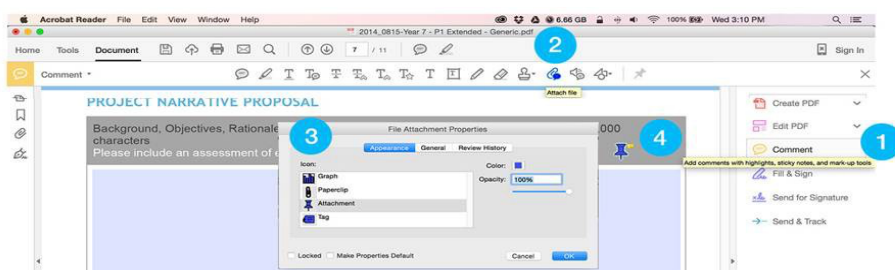 Acrobat Reader File Edit View Window Help 6.66 GB 100% Wed 3:10 PM
2014_0815-Year 7 - P1 Extended - Generic.pdf
Home Tools Document 7 / 11 Sign In
2
Comment
Attach file
PROJECT NARRATIVE PROPOSAL
Background, Objectives, Rationale ,000
characters
Please include an assessment of
3
File Attachment Properties
Appearance General Review History
Icon:
Graph
Paperclip
Attachment
Tag
Color:
Opacity: 100%
Locked Make Properties Default Cancel OK
4
Create PDF
Edit PDF
Comment
1
Add comments with highlights, sticky notes, and mark-up tools
Fill & Sign
Send for Signature
Send & Track